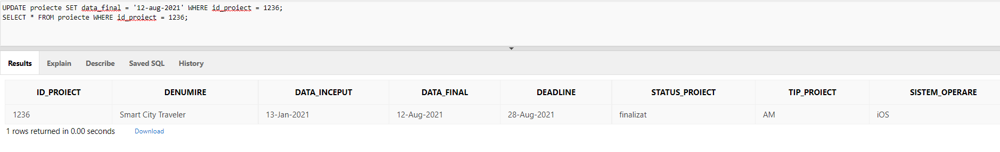 UPDATE proiecte SET data_final = '12-aug-2021' WHERE id_proiect = 1236;
SELECT * FROM proiecte WHERE id_proiect = 1236;
Results Explain Describe Saved SQL History
ID_PROIECT DENUMIRE DATA_INCEPUT DATA_FINAL DEADLINE STATUS_PROIECT TIP_PROIECT SISTEM_OPERARE
1236 Smart City Traveler 13-Jan-2021 12-Aug-2021 28-Aug-2021 finalizat AM iOS
1 rows returned in 0.00 seconds Download